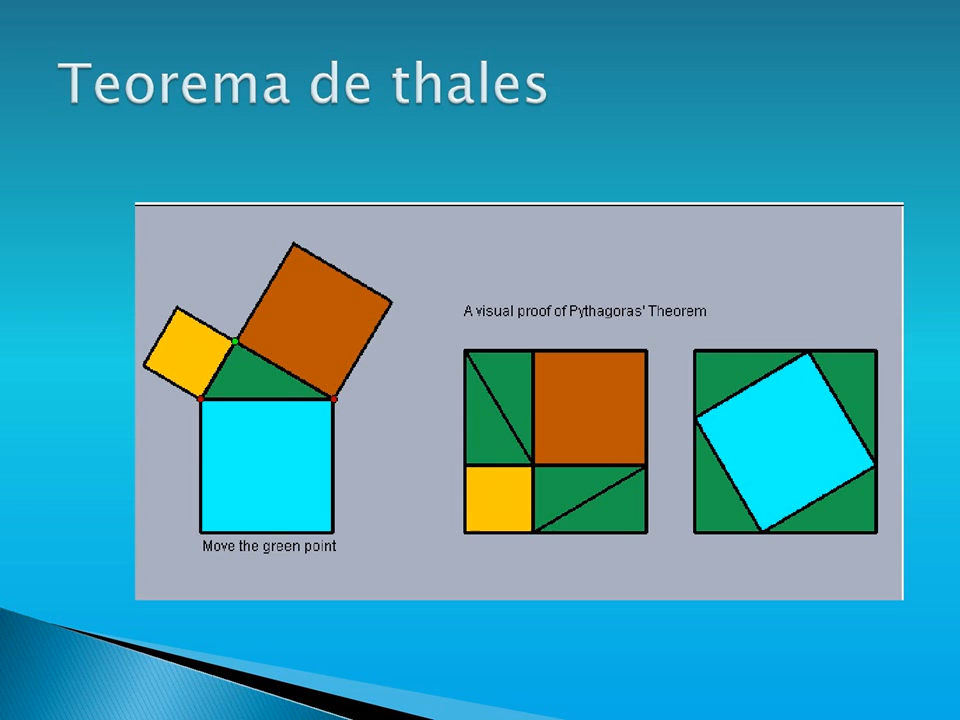 Teorema de thales
A visual proof of Pythagoras' Theorem
Move the green point